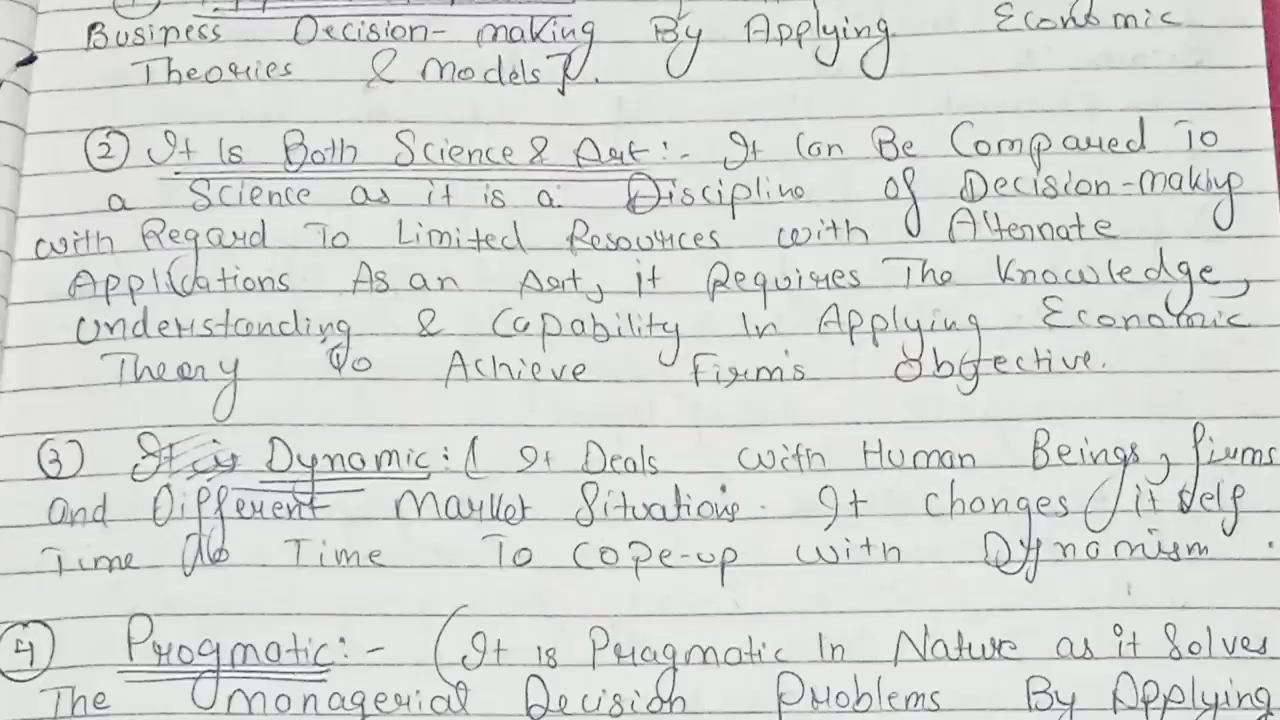 Business Decision-making By Applying Economic
Theories & Models.
② It Is Both Science & Art:- It Can Be Compared To
a Science as it is a Discipline of Decision-making
with Regard To Limited Resources with Alternate
Applications As an Art, it Requires The Knowledge,
Understanding & Capability In Applying Economic
Theory To Achieve Firm's Objective.
③ It is Dynamic:( It Deals with Human Beings, firms
and Different Market Situations. It changes it self
Time To Time To cope-up with Dynamism.
④ Pragmatic:- (It is Pragmatic In Nature as it Solves
The managerial Decision Problems By Applying